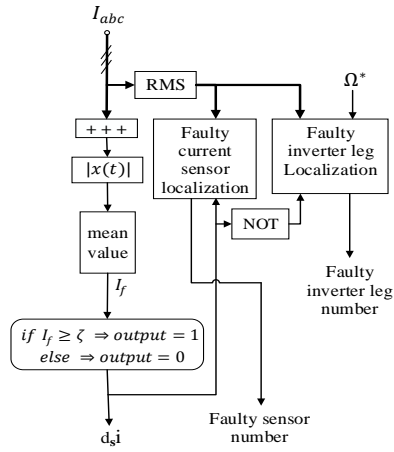 I_abc
RMS
Ω*
+ + +
|x(t)|
Faulty
current
sensor
localization
Faulty
inverter leg
Localization
NOT
mean
value
I_f
Faulty
inverter leg
number
if I_f ≥ ζ ⇒ output = 1
else ⇒ output = 0
d_s i
Faulty sensor
number